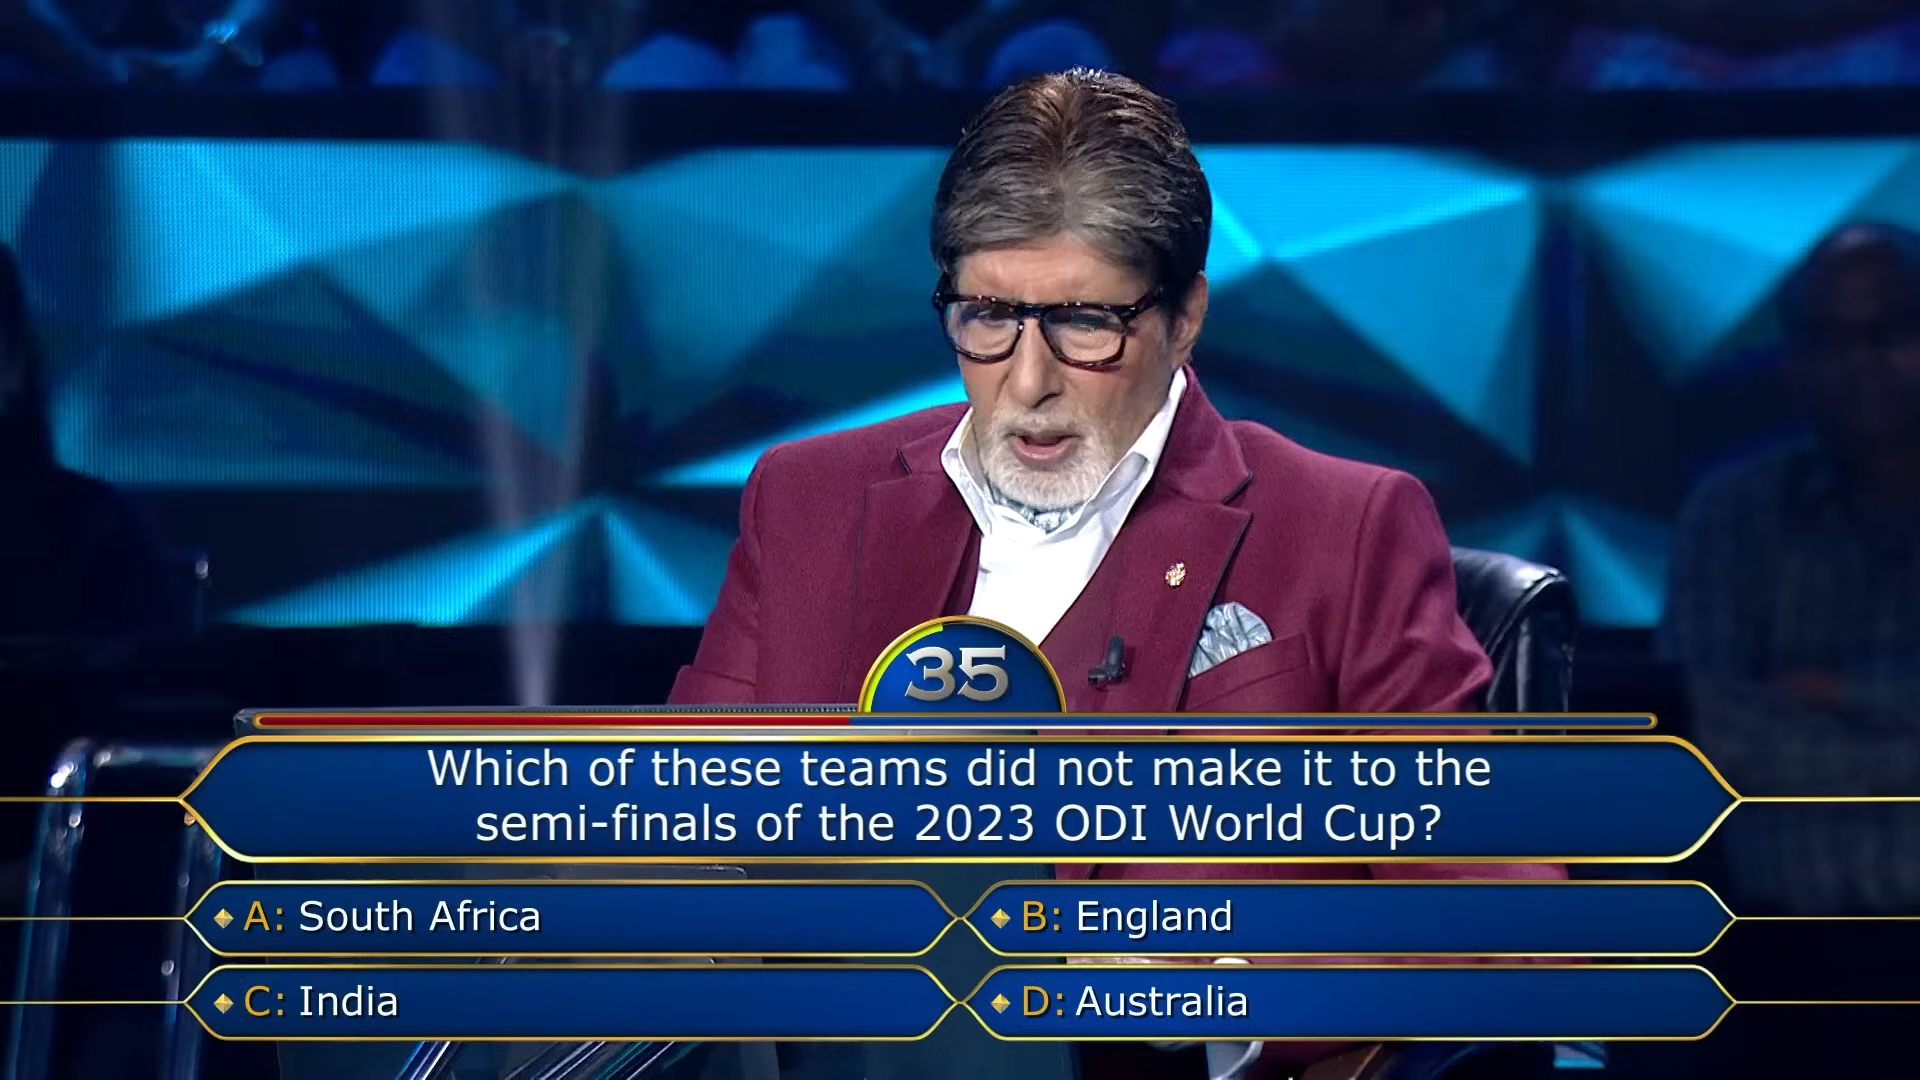 35
Which of these teams did not make it to the
semi-finals of the 2023 ODI World Cup?
A: South Africa
B: England
C: India
D: Australia